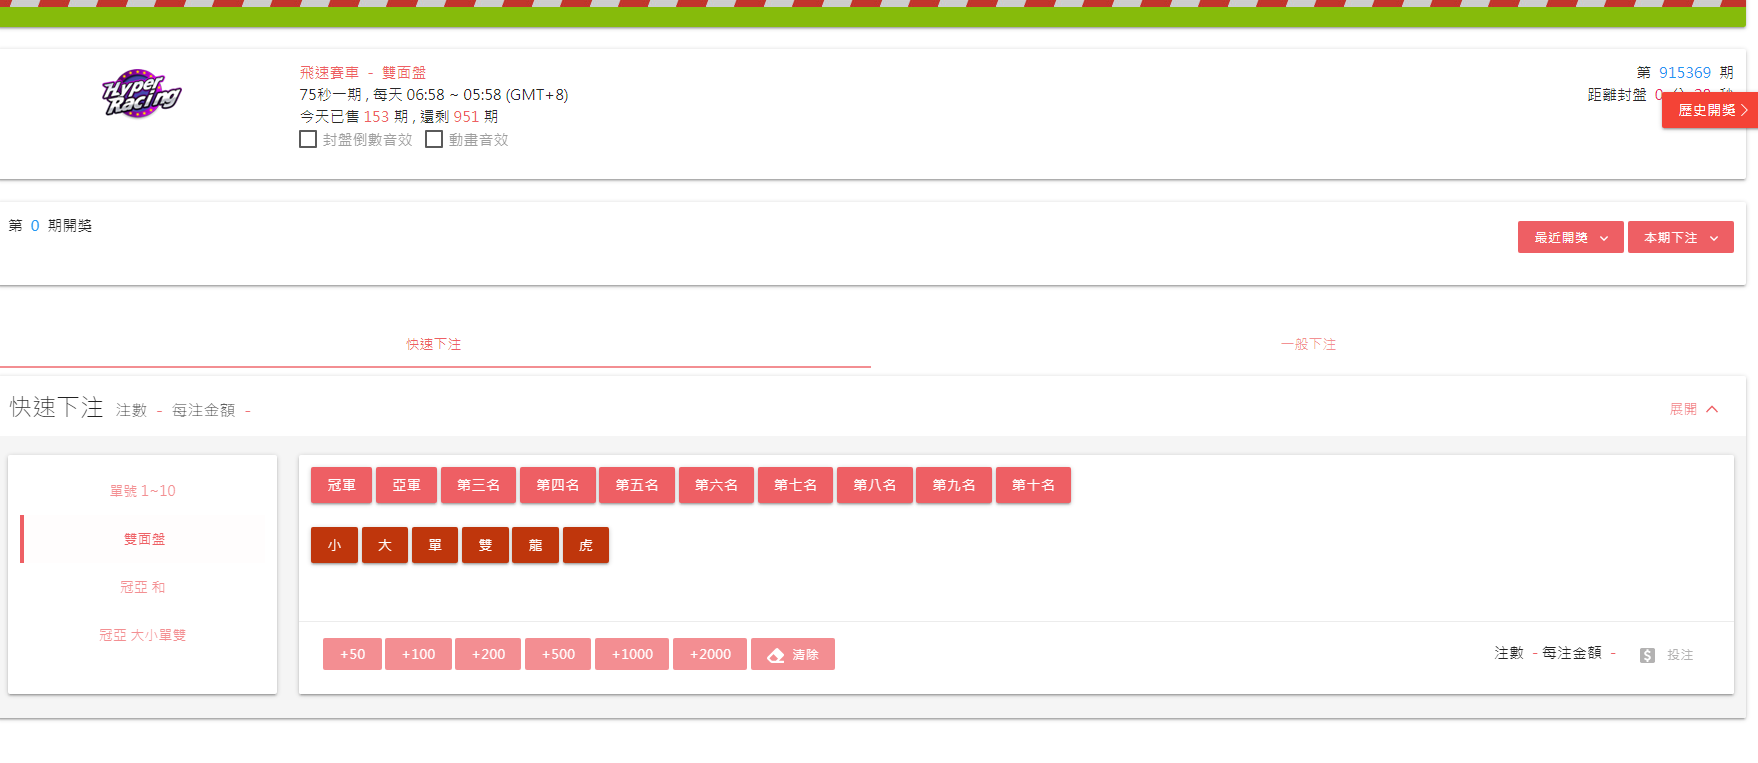 Hyper
Racing
飛速賽車 - 雙面盤
75秒一期 , 每天 06:58 ~ 05:58 (GMT+8)
今天已售 153 期 , 還剩 951 期
封盤倒數音效 動畫音效
第 915369 期
距離封盤 0
歷史開獎
第 0 期開獎
最近開獎 本期下注
快速下注 一般下注
快速下注 注數 - 每注金額 -
展開
單號 1~10
雙面盤
冠亞 和
冠亞 大小單雙
冠軍 亞軍 第三名 第四名 第五名 第六名 第七名 第八名 第九名 第十名
小 大 單 雙 龍 虎
+50 +100 +200 +500 +1000 +2000 清除
注數 - 每注金額 - 投注